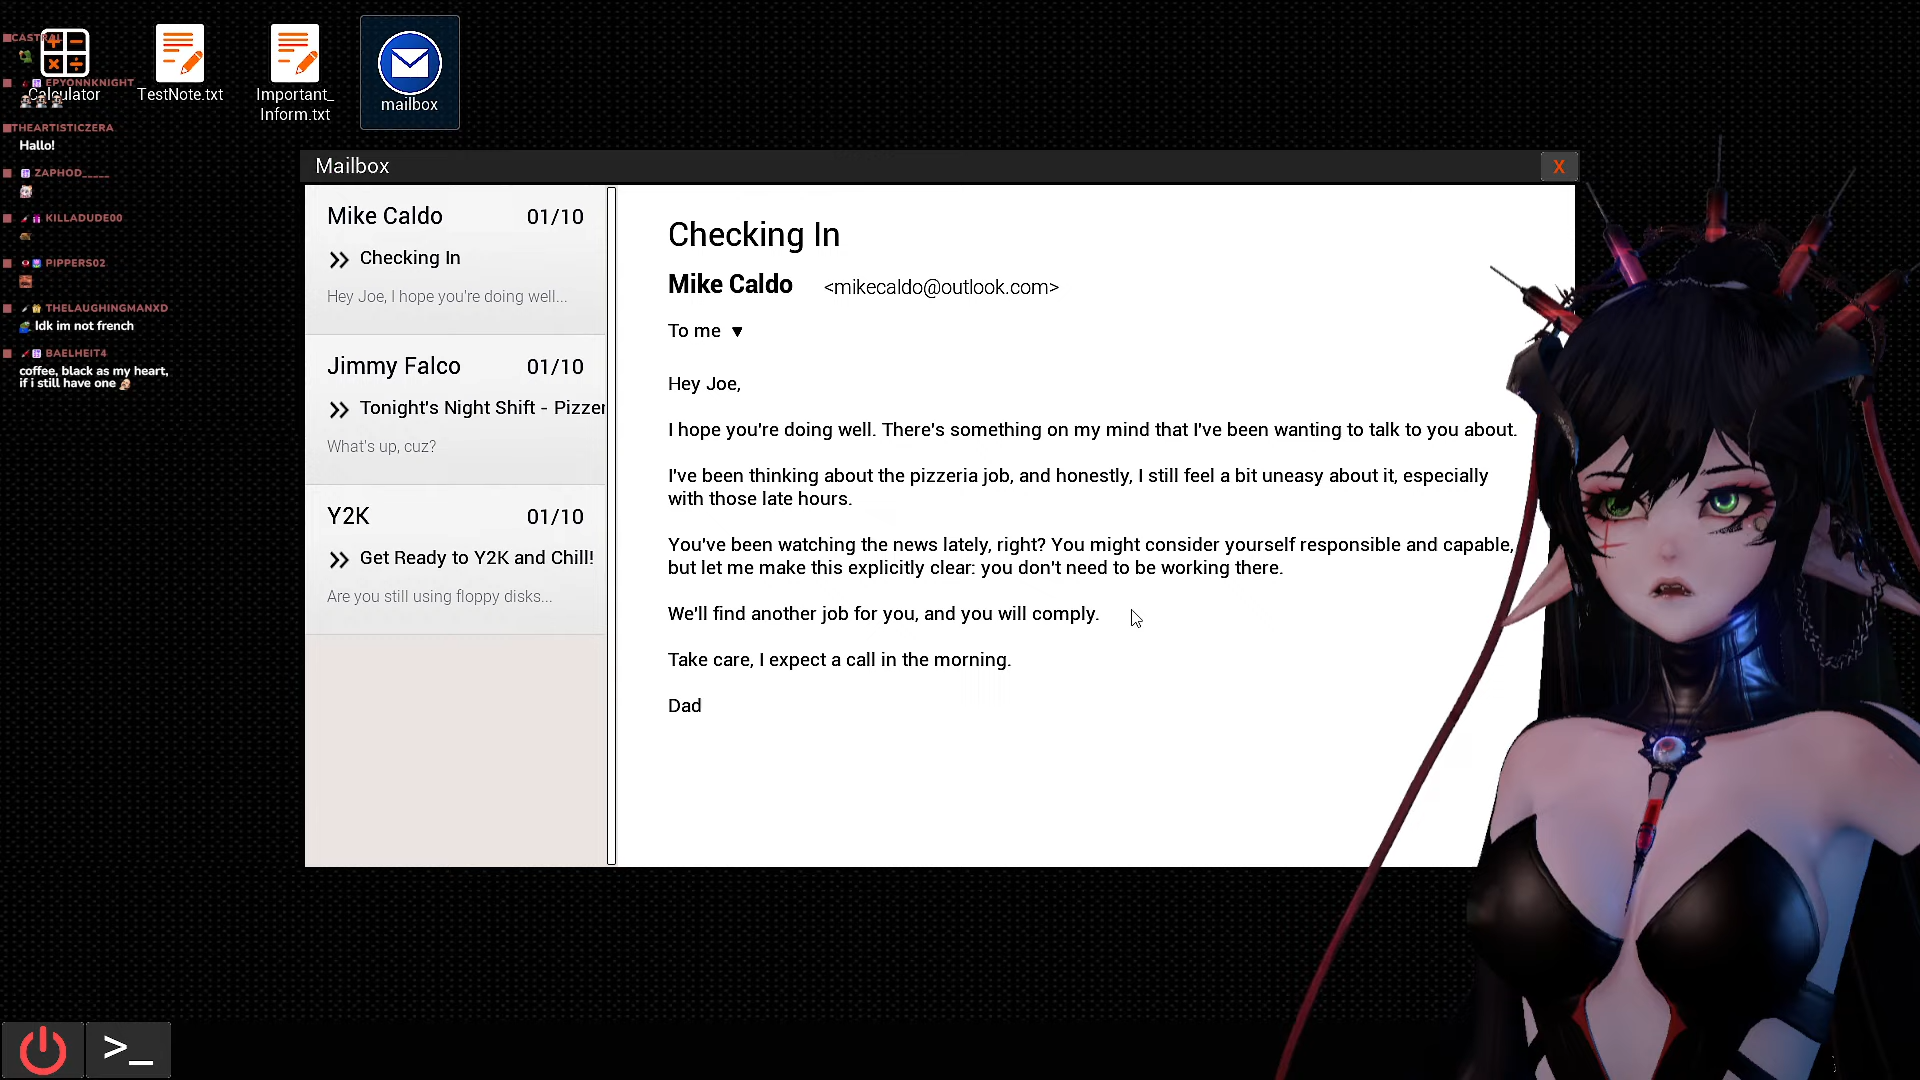 CASTRAL
EPYONNKNIGHT
THEARTISTICZERA
Hallo!
ZAPHOD_____
KILLADUDE00
PIPPERS02
THELAUGHINGMANXD
Idk im not french
BAELHEIT4
coffee, black as my heart,
if i still have one
Calculator
TestNote.txt
Important_
Inform.txt
mailbox
Mailbox
X
Mike Caldo 01/10
Checking In
Hey Joe, I hope you're doing well...
Jimmy Falco 01/10
Tonight's Night Shift - Pizzer
What's up, cuz?
Y2K 01/10
Get Ready to Y2K and Chill!
Are you still using floppy disks...
Checking In
Mike Caldo <mikecaldo@outlook.com>
To me ▼
Hey Joe,
I hope you're doing well. There's something on my mind that I've been wanting to talk to you about.
I've been thinking about the pizzeria job, and honestly, I still feel a bit uneasy about it, especially
with those late hours.
You've been watching the news lately, right? You might consider yourself responsible and capable,
but let me make this explicitly clear: you don't need to be working there.
We'll find another job for you, and you will comply.
Take care, I expect a call in the morning.
Dad
>_